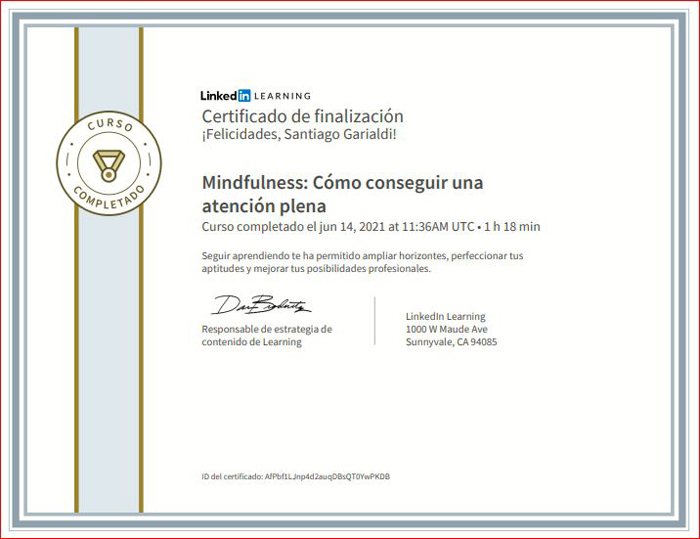 Linked in LEARNING
Certificado de finalización
¡Felicidades, Santiago Garialdi!
CURSO
COMPLETADO
Mindfulness: Cómo conseguir una
atención plena
Curso completado el jun 14, 2021 at 11:36AM UTC • 1 h 18 min
Seguir aprendiendo te ha permitido ampliar horizontes, perfeccionar tus
aptitudes y mejorar tus posibilidades profesionales.
Responsable de estrategia de
contenido de Learning
LinkedIn Learning
1000 W Maude Ave
Sunnyvale, CA 94085
ID del certificado: AfPbf1LJnp4d2auqDBsQT0YwPKDB